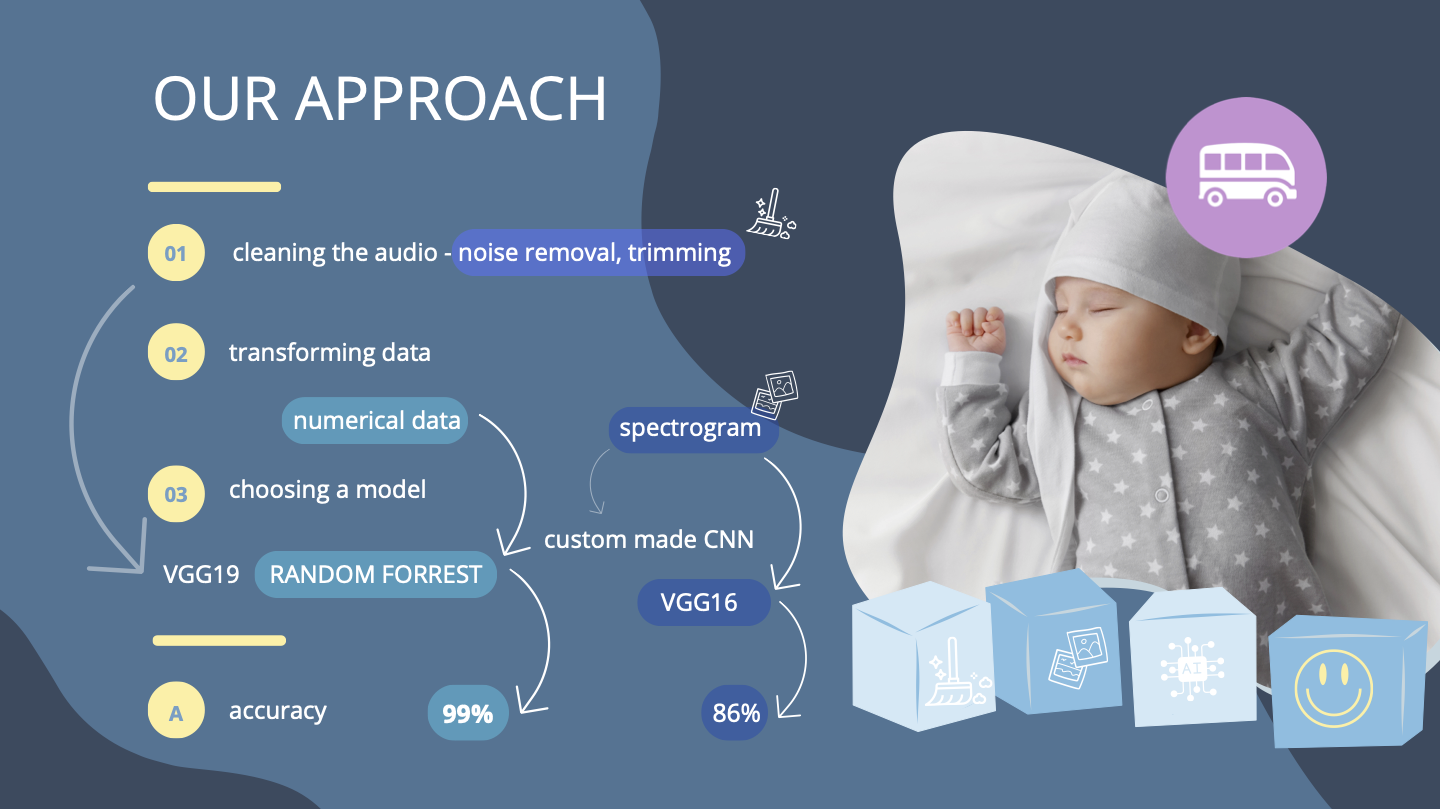 OUR APPROACH
01 cleaning the audio - noise removal, trimming
02 transforming data
numerical data
spectrogram
03 choosing a model
custom made CNN
VGG19 RANDOM FORREST
VGG16
A accuracy 99% 86%
AI